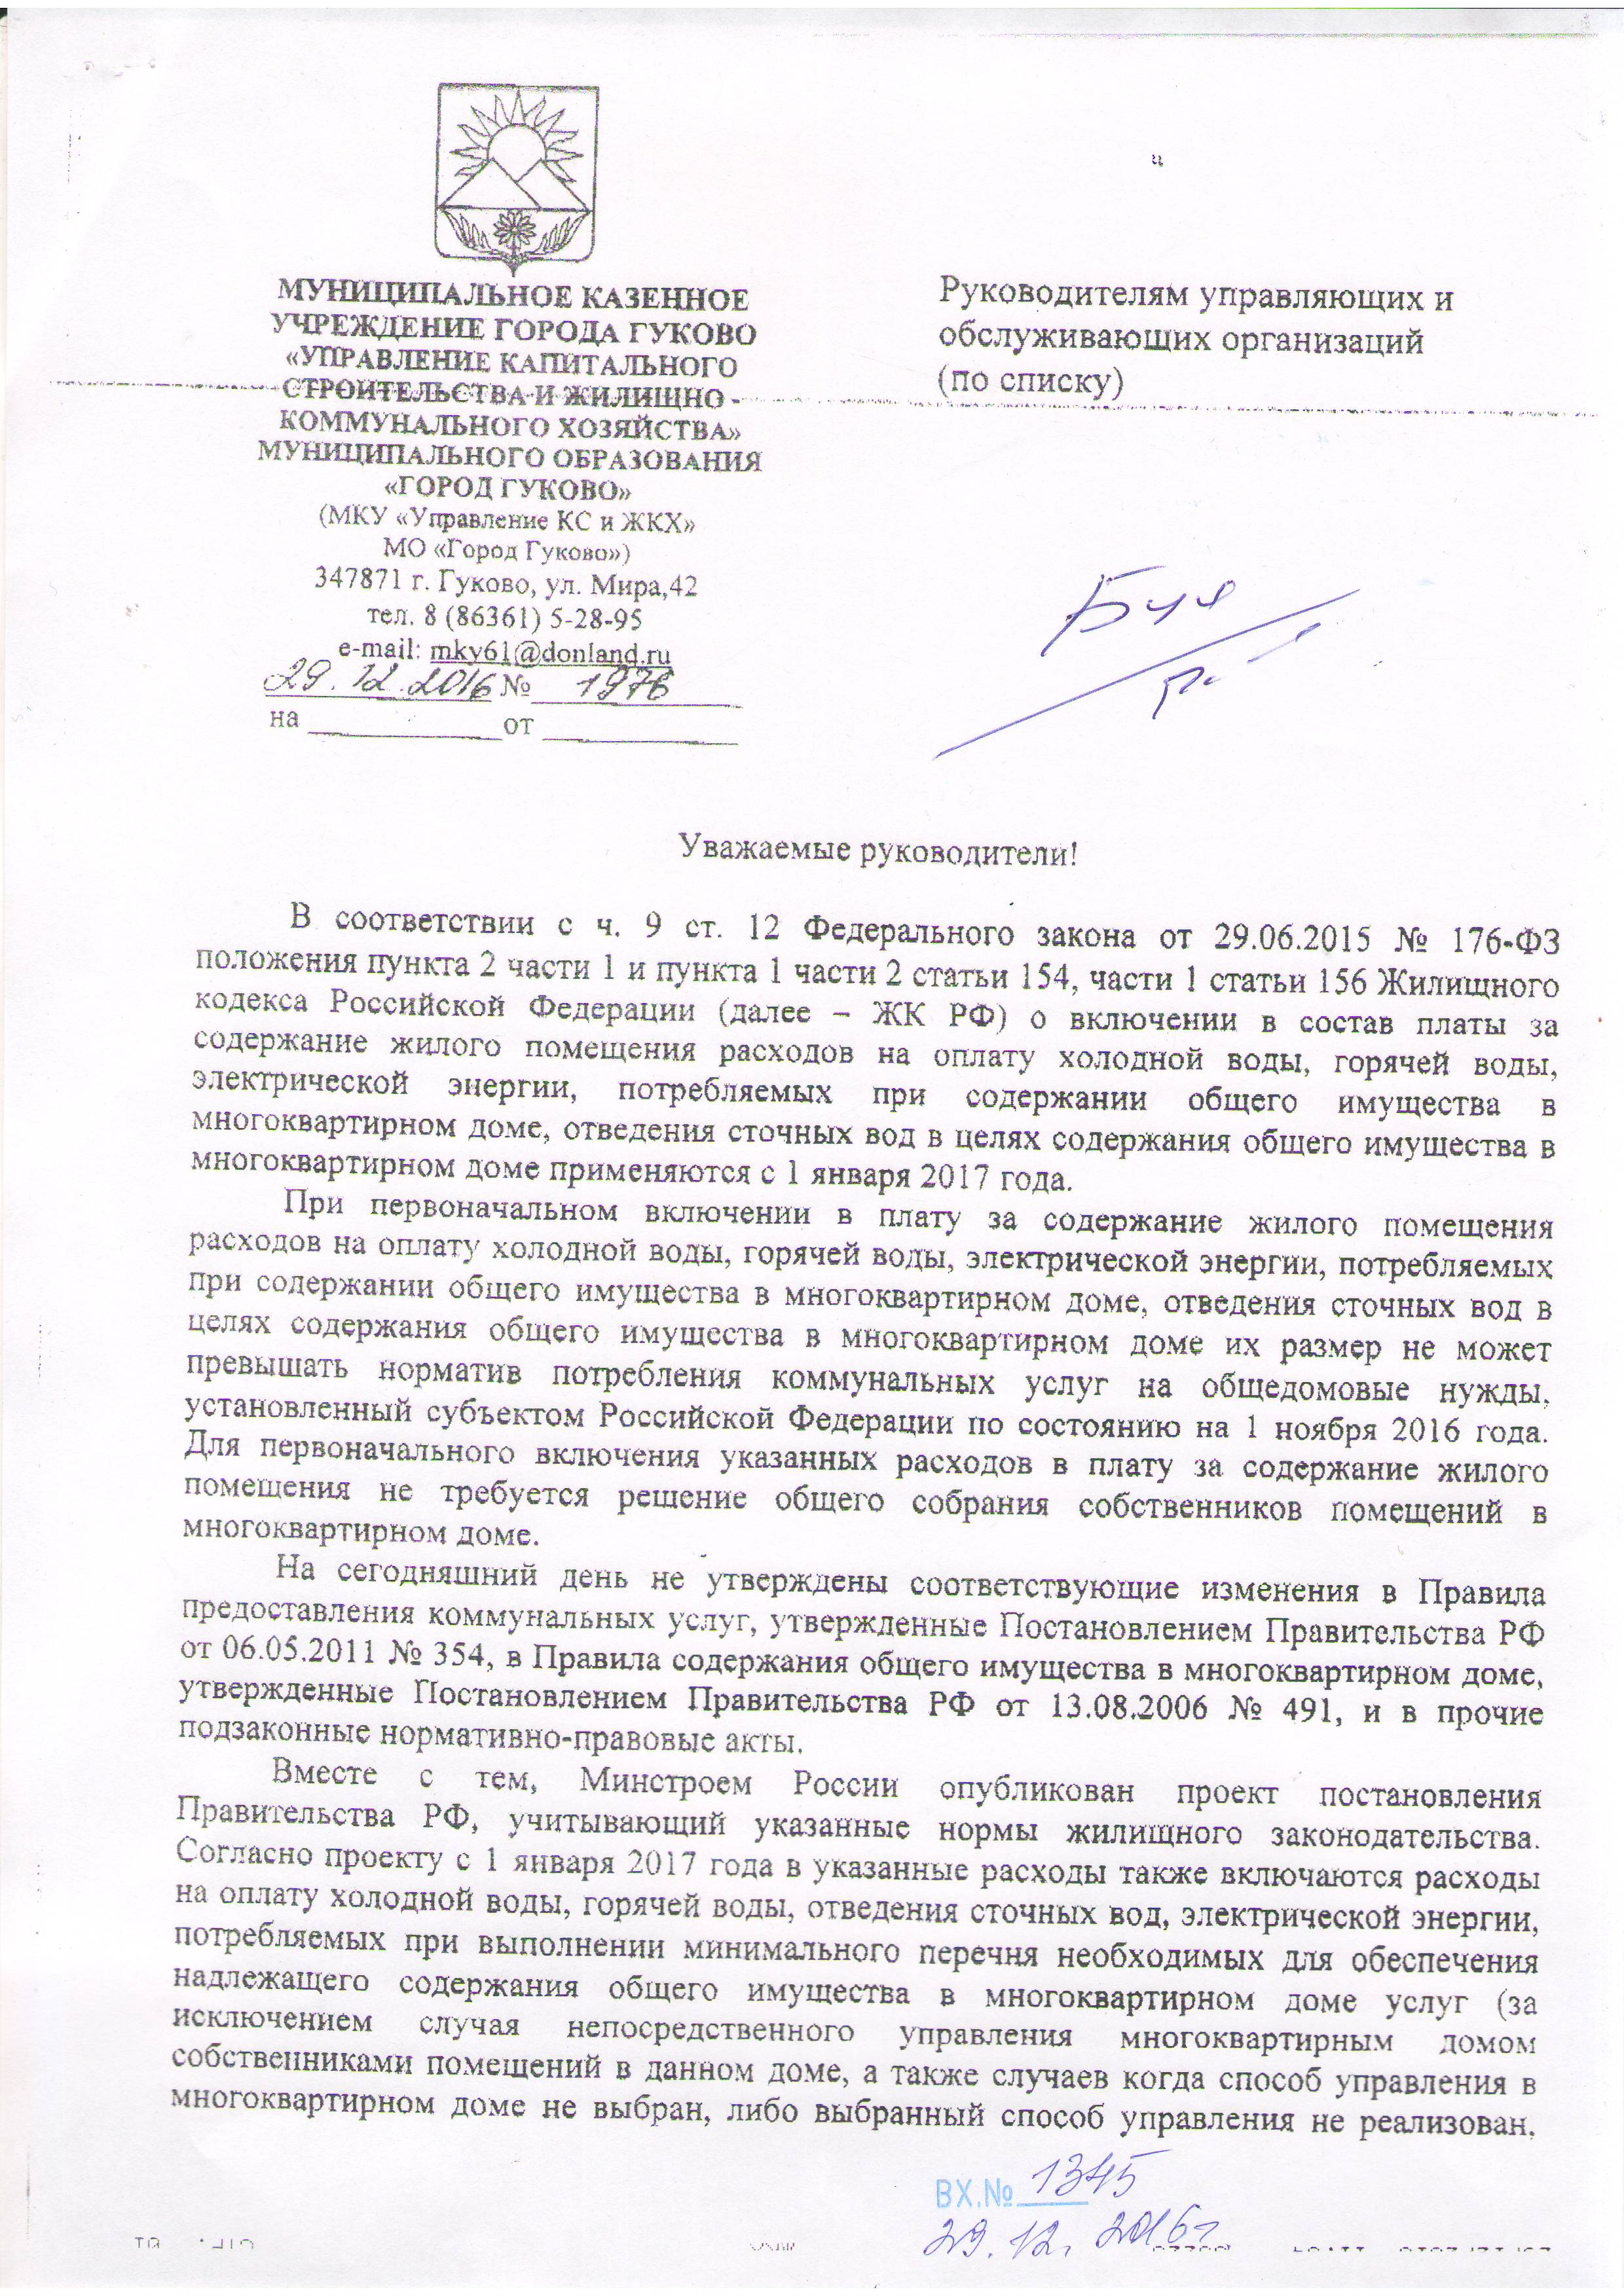 МУНИЦИПАЛЬНОЕ КАЗЕННОЕ
УЧРЕЖДЕНИЕ ГОРОДА ГУКОВО
«УПРАВЛЕНИЕ КАПИТАЛЬНОГО
СТРОИТЕЛЬСТВА И ЖИЛИЩНО -
КОММУНАЛЬНОГО ХОЗЯЙСТВА»
МУНИЦИПАЛЬНОГО ОБРАЗОВАНИЯ
«ГОРОД ГУКОВО»
(МКУ «Управление КС и ЖКХ»
МО «Город Гуково»)
347871 г. Гуково, ул. Мира,42
тел. 8 (86361) 5-28-95
e-mail: mky61@donland.ru
29.12.2016 № 1976
на ____________ от ____________
Руководителям управляющих и
обслуживающих организаций
(по списку)
Уважаемые руководители!
В соответствии с ч. 9 ст. 12 Федерального закона от 29.06.2015 № 176-ФЗ
положения пункта 2 части 1 и пункта 1 части 2 статьи 154, части 1 статьи 156 Жилищного
кодекса Российской Федерации (далее – ЖК РФ) о включении в состав платы за
содержание жилого помещения расходов на оплату холодной воды, горячей воды,
электрической энергии, потребляемых при содержании общего имущества в
многоквартирном доме, отведения сточных вод в целях содержания общего имущества в
многоквартирном доме применяются с 1 января 2017 года.
При первоначальном включении в плату за содержание жилого помещения
расходов на оплату холодной воды, горячей воды, электрической энергии, потребляемых
при содержании общего имущества в многоквартирном доме, отведения сточных вод в
целях содержания общего имущества в многоквартирном доме их размер не может
превышать норматив потребления коммунальных услуг на общедомовые нужды,
установленный субъектом Российской Федерации по состоянию на 1 ноября 2016 года.
Для первоначального включения указанных расходов в плату за содержание жилого
помещения не требуется решение общего собрания собственников помещений в
многоквартирном доме.
На сегодняшний день не утверждены соответствующие изменения в Правила
предоставления коммунальных услуг, утвержденные Постановлением Правительства РФ
от 06.05.2011 № 354, в Правила содержания общего имущества в многоквартирном доме,
утвержденные Постановлением Правительства РФ от 13.08.2006 № 491, и в прочие
подзаконные нормативно-правовые акты.
Вместе с тем, Минстроем России опубликован проект постановления
Правительства РФ, учитывающий указанные нормы жилищного законодательства.
Согласно проекту с 1 января 2017 года в указанные расходы также включаются расходы
на оплату холодной воды, горячей воды, отведения сточных вод, электрической энергии,
потребляемых при выполнении минимального перечня необходимых для обеспечения
надлежащего содержания общего имущества в многоквартирном доме услуг (за
исключением случая непосредственного управления многоквартирным домом
собственниками помещений в данном доме, а также случаев когда способ управления в
многоквартирном доме не выбран, либо выбранный способ управления не реализован.
ВХ.№ 1345
29.12. 2016г